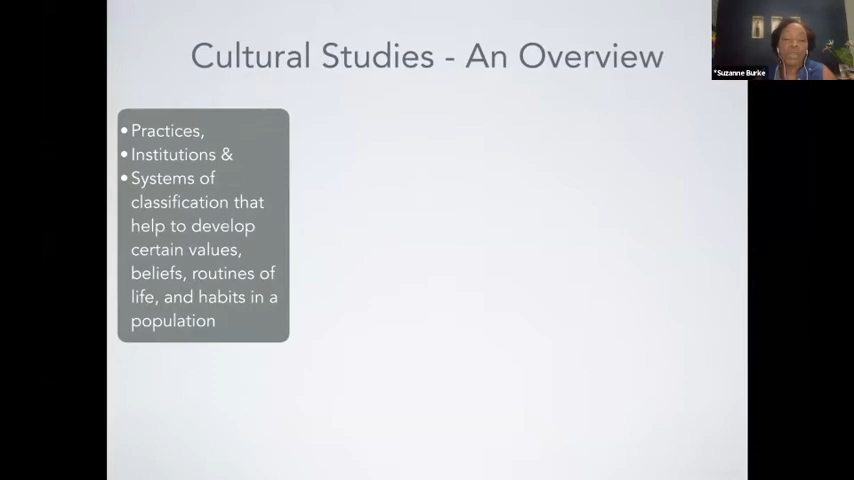 Cultural Studies - An Overview
*Suzanne Burke
•Practices,
•Institutions &
•Systems of
classification that
help to develop
certain values,
beliefs, routines of
life, and habits in a
population